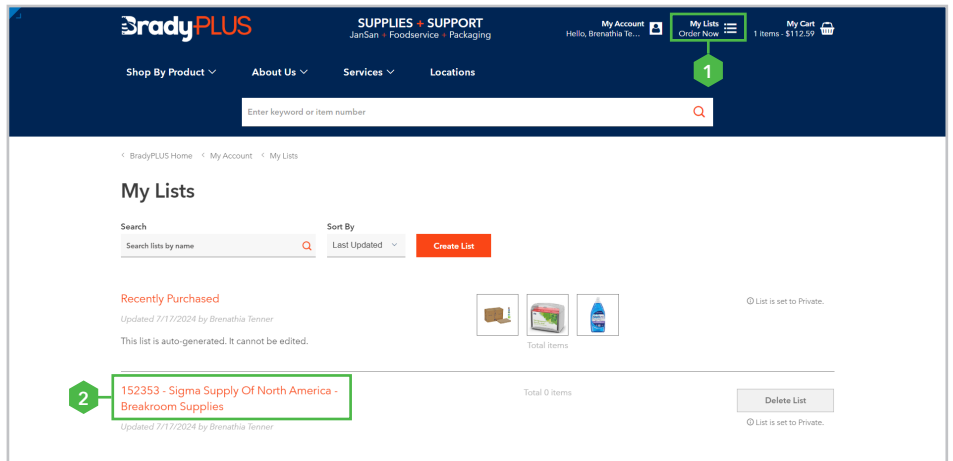 BradyPLUS
SUPPLIES + SUPPORT
JanSan + Foodservice + Packaging
My Account
Hello, Brenathia Te...
My Lists
Order Now
My Cart
1 items - $112.59
1
Shop By Product
About Us
Services
Locations
Enter keyword or item number
< BradyPLUS Home < My Account < My Lists
My Lists
Search
Sort By
Search lists by name
Last Updated
Create List
Recently Purchased
Updated 7/17/2024 by Brenathia Tenner
This list is auto-generated. It cannot be edited.
Total items
List is set to Private.
2
152353 - Sigma Supply Of North America -
Breakroom Supplies
Updated 7/17/2024 by Brenathia Tenner
Total 0 items
Delete List
List is set to Private.